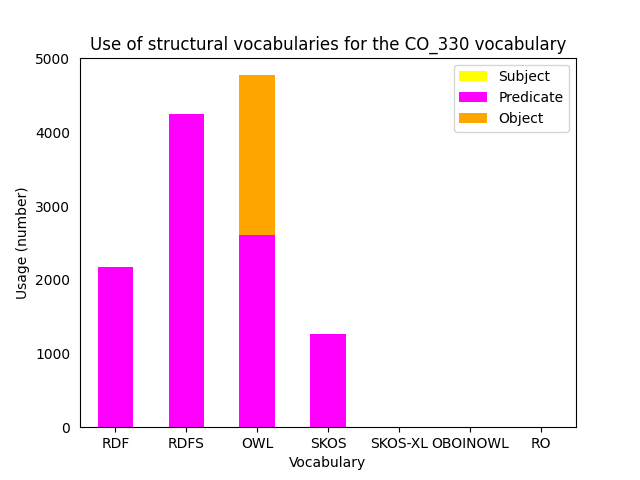 Use of structural vocabularies for the CO_330 vocabulary
Subject
Predicate
Object
5000
4000
3000
2000
1000
0
Usage (number)
RDF RDFS OWL SKOS SKOS-XL OBOINOWL RO
Vocabulary